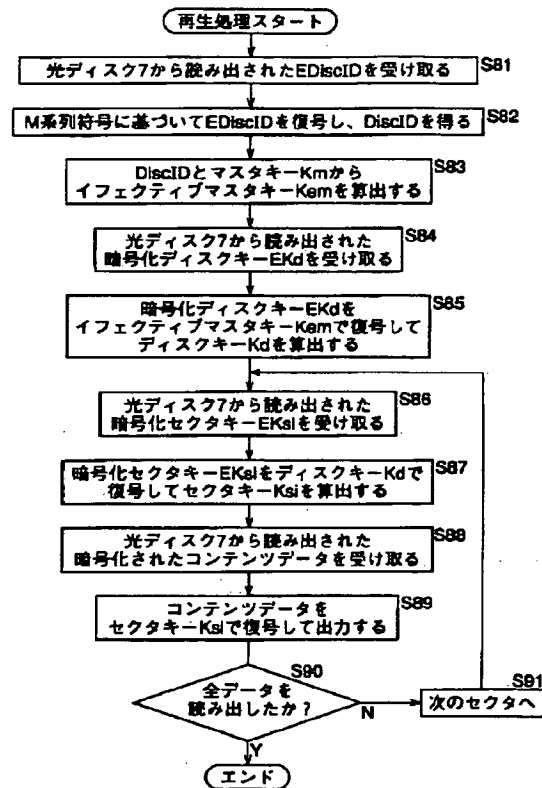 再生処理スタート
光ディスク7から読み出されたEDiscIDを受け取る
S81
M系列符号に基づいてEDiscIDを復号し、DiscIDを得る
S82
DiscIDとマスタキーKmから
イフェクティブマスタキーKemを算出する
S83
光ディスク7から読み出された
暗号化ディスクキーEKdを受け取る
S84
暗号化ディスクキーEKdを
イフェクティブマスタキーKemで復号して
ディスクキーKdを算出する
S85
光ディスク7から読み出された
暗号化セクタキーEKsiを受け取る
S86
暗号化セクタキーEKsiをディスクキーKdで
復号してセクタキーKsiを算出する
S87
光ディスク7から読み出された
暗号化されたコンテンツデータを受け取る
S88
コンテンツデータを
セクタキーKsiで復号して出力する
S89
S90
全データを
読み出したか？
N
S91
次のセクタへ
Y
エンド